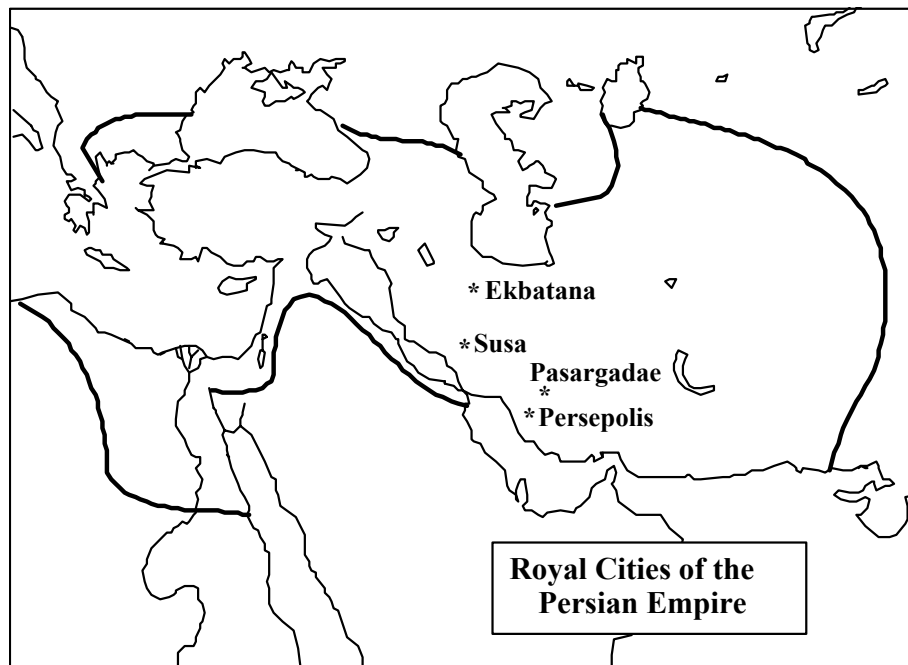 * Ekbatana
* Susa
Pasargadae
*
* Persepolis
Royal Cities of the
Persian Empire